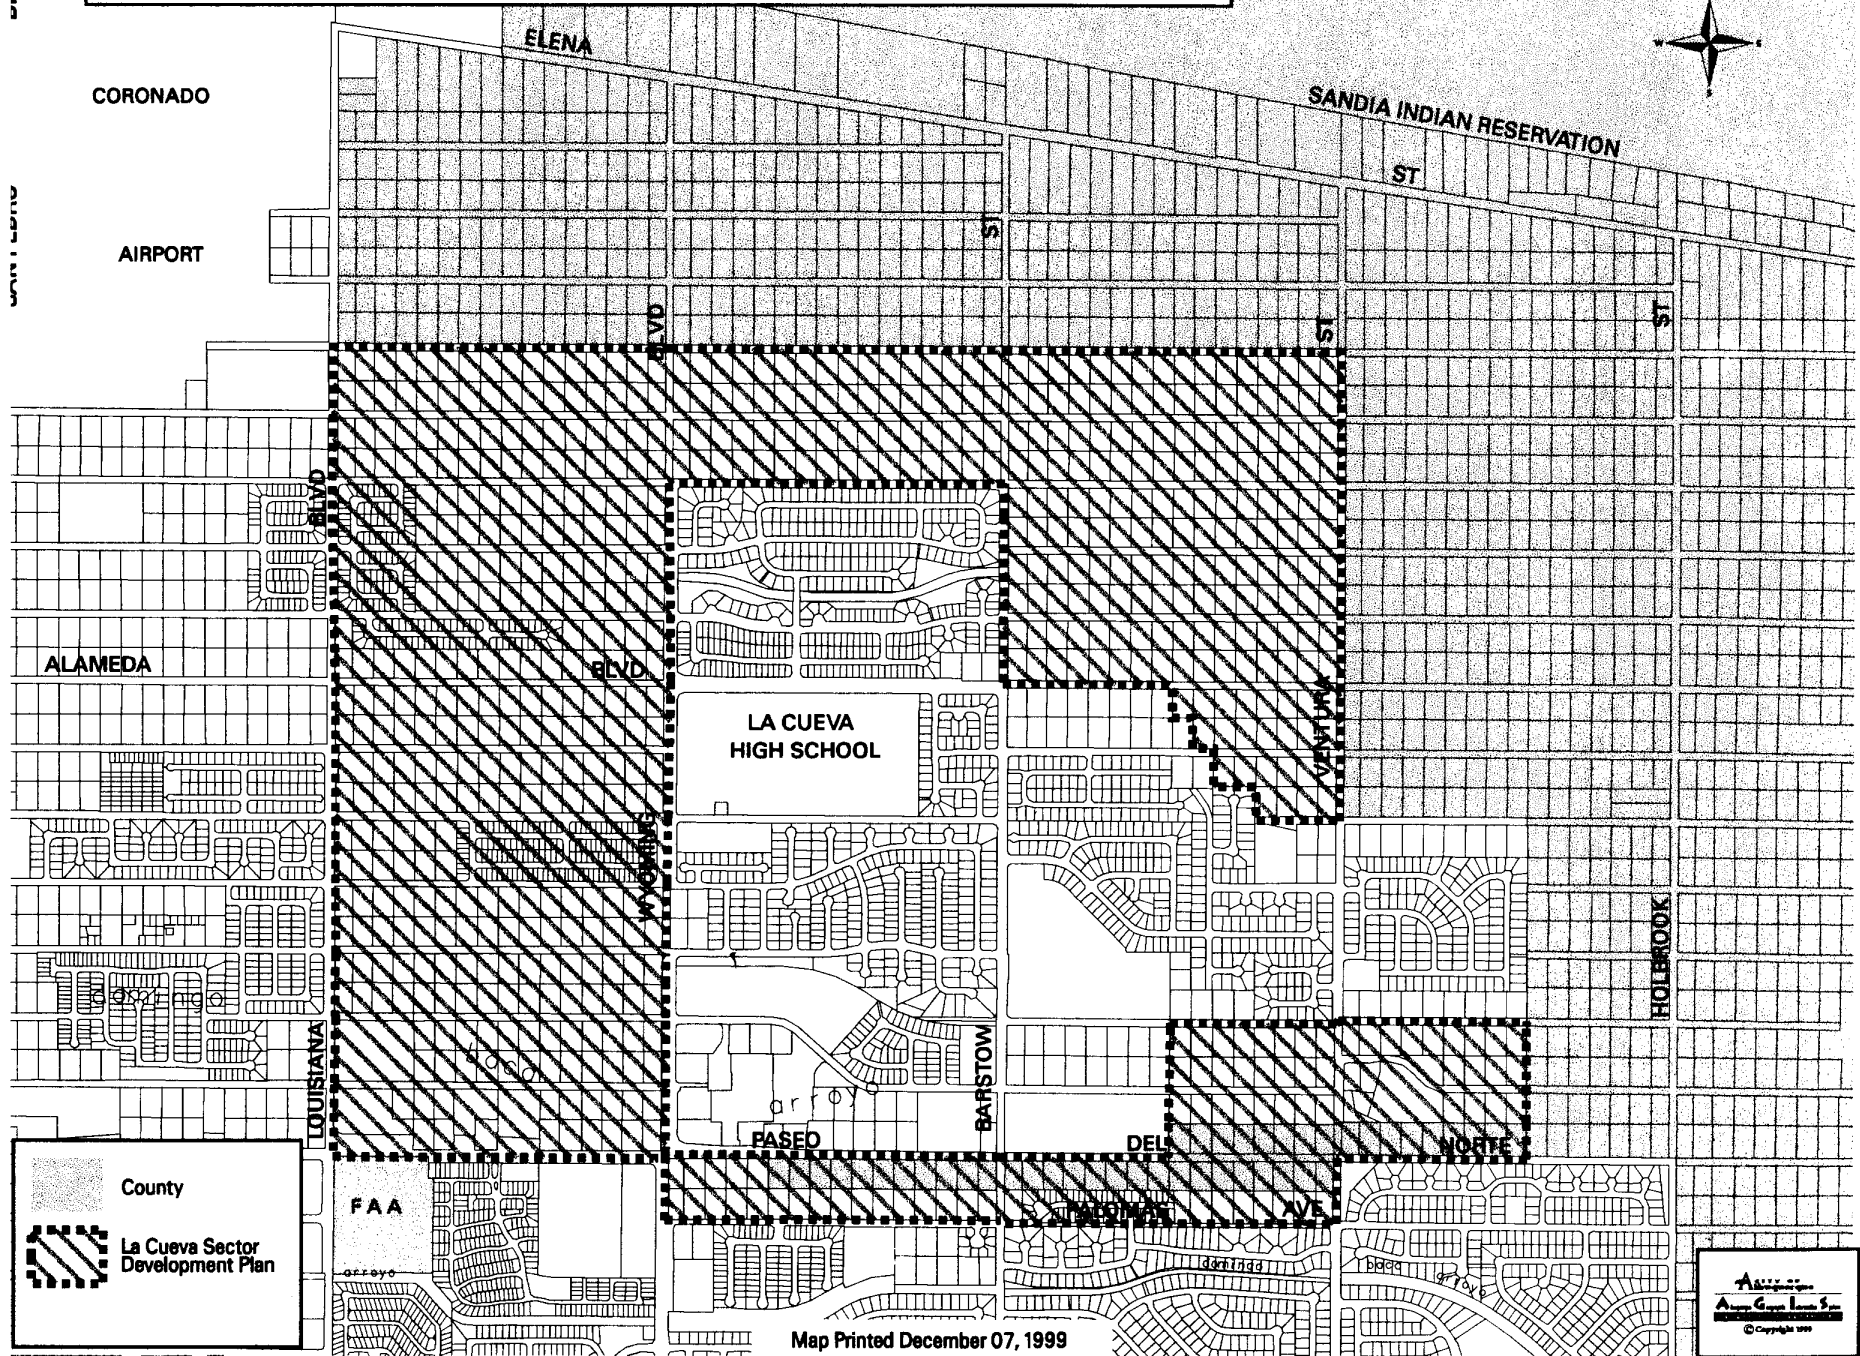 ELENA
CORONADO
W
S
SANDIA INDIAN RESERVATION
ST
ST
AIRPORT
BLVD
ST
ST
BLVD
ALAMEDA
BLVD
LA CUEVA
HIGH SCHOOL
VENTURA
WYOMING
HOLBROOK
domingo
LOUISIANA
baca
BARSTOW
arroyo
PASEO
DEL
NORTE
County
FAA
PALOMAS
AVE
La Cueva Sector
Development Plan
arroyo
domingo
baca
arroyo
Map Printed December 07, 1999
© Copyright 1999